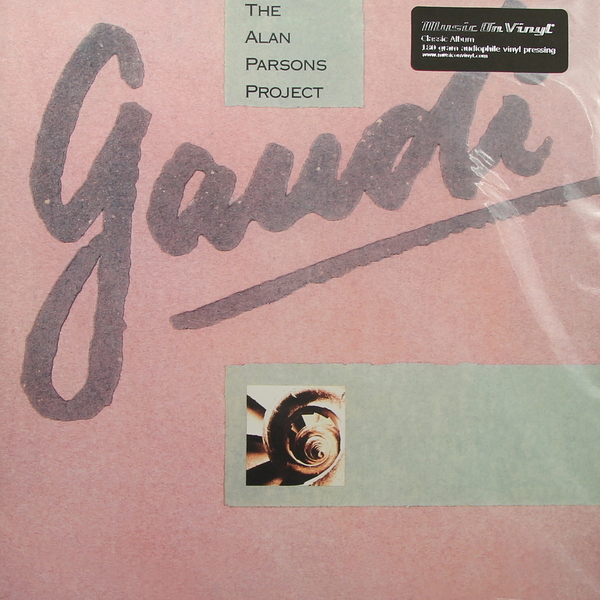 The
Alan
Parsons
Project
Music On Vinyl
Classic Album
180 gram audiophile vinyl pressing
www.musiconvinyl.com
gaudi